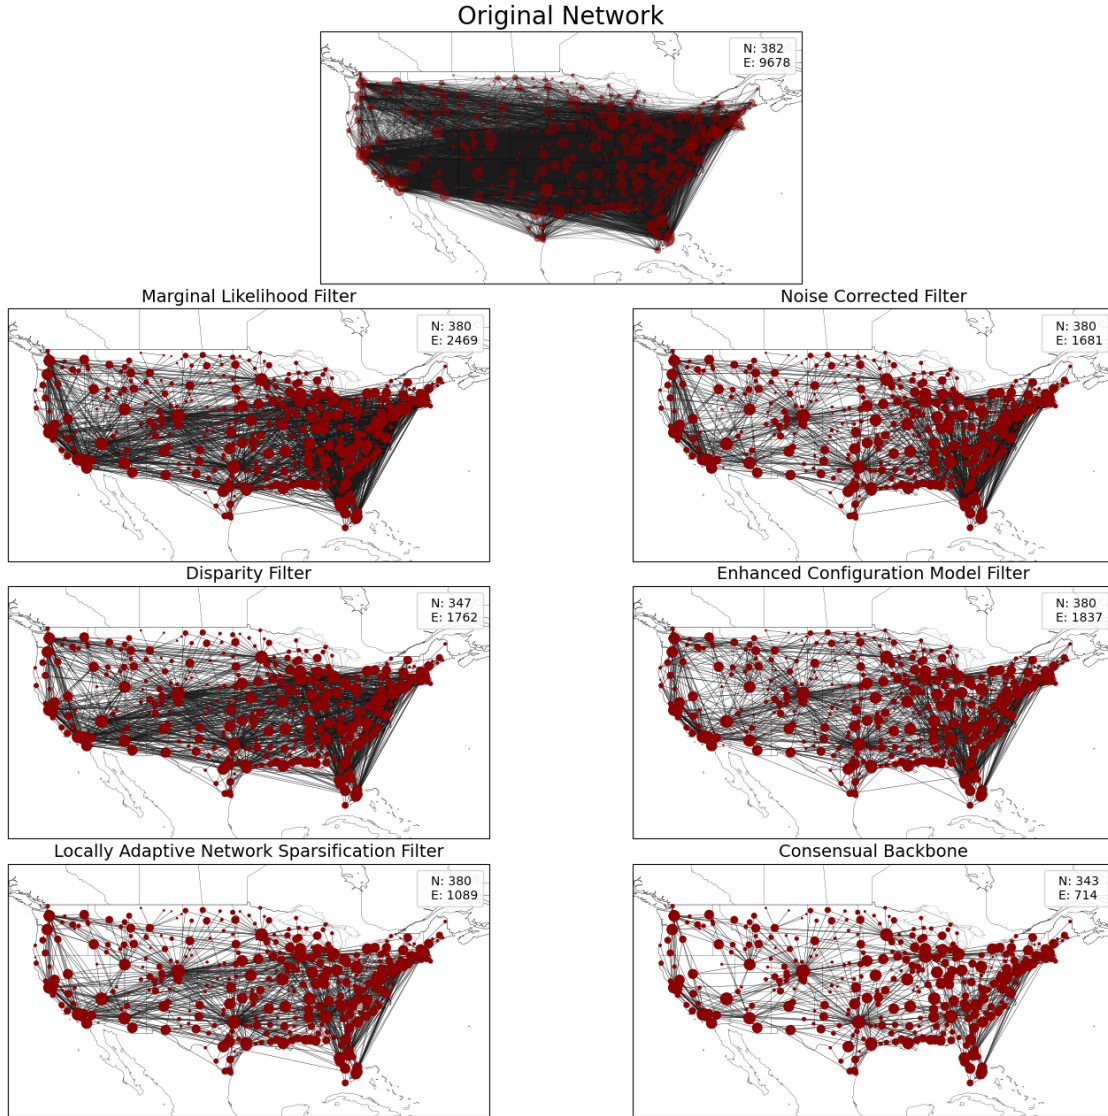 Original Network
N: 382
E: 9678
Marginal Likelihood Filter
N: 380
E: 2469
Noise Corrected Filter
N: 380
E: 1681
Disparity Filter
N: 347
E: 1762
Enhanced Configuration Model Filter
N: 380
E: 1837
Locally Adaptive Network Sparsification Filter
N: 380
E: 1089
Consensual Backbone
N: 343
E: 714